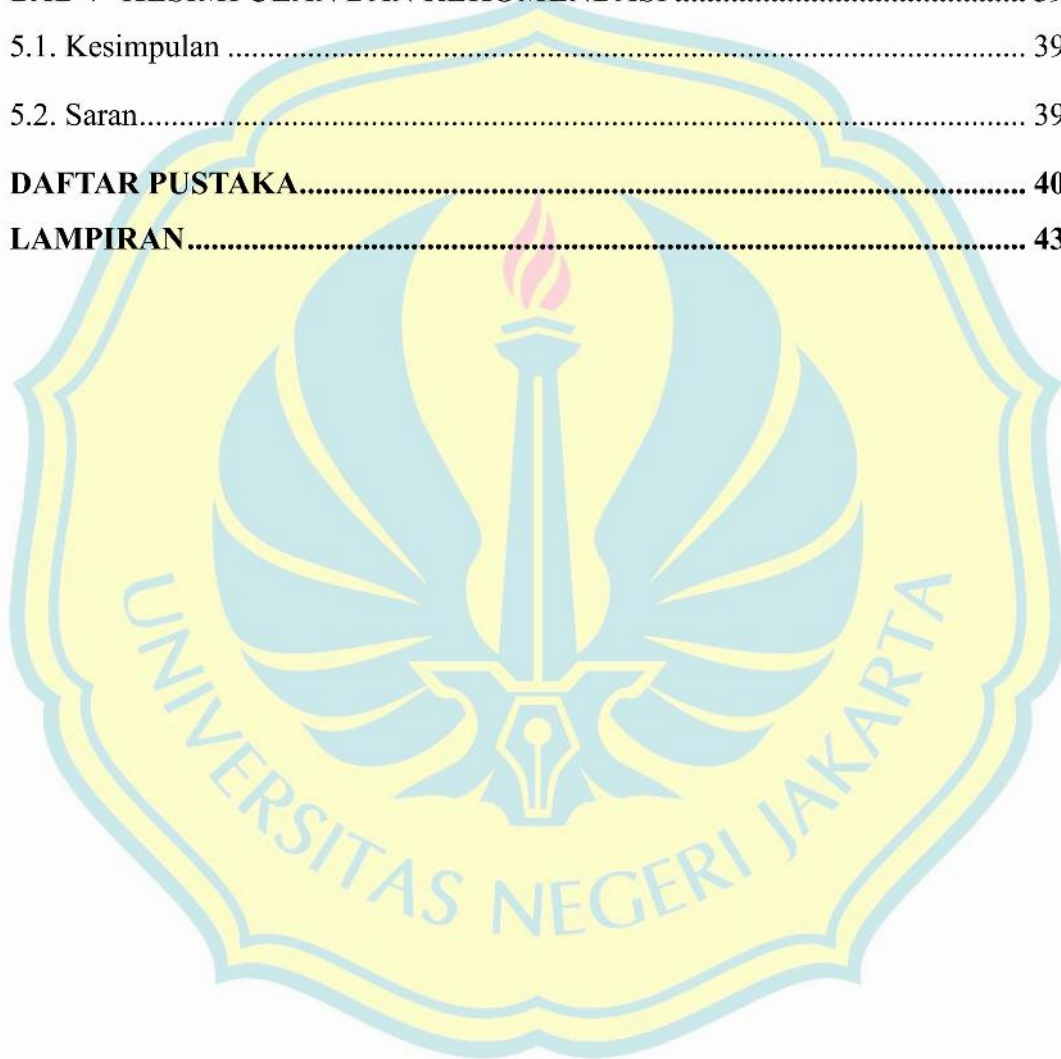 5.1. Kesimpulan ........................................................................................................ 39
5.2. Saran.................................................................................................................... 39
DAFTAR PUSTAKA............................................................................................. 40
LAMPIRAN............................................................................................................ 43
UNIVERSITAS NEGERI JAKARTA